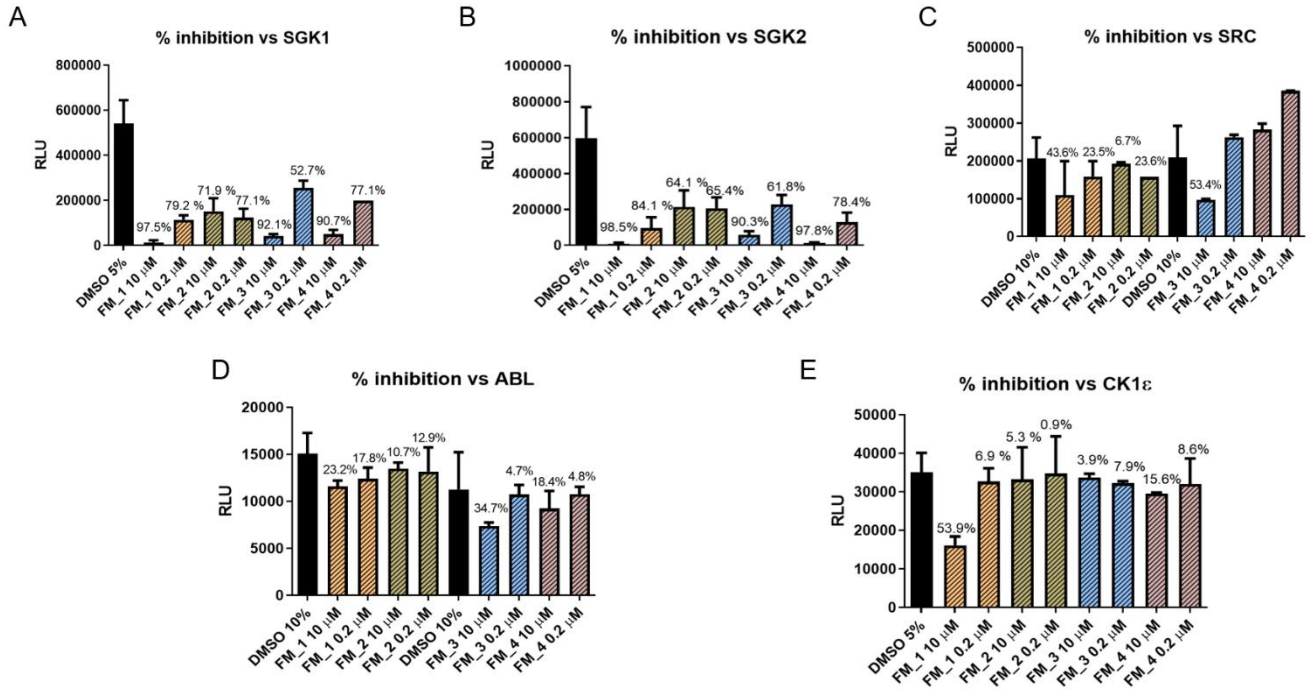 A
% inhibition vs SGK1
RLU
800000
600000
400000
200000
0
97.5%
79.2 %
71.9 %
77.1%
92.1%
52.7%
90.7%
77.1%
DMSO 5%
FM_1 10 μM
FM_1 0.2 μM
FM_2 10 μM
FM_2 0.2 μM
FM_3 10 μM
FM_3 0.2 μM
FM_4 10 μM
FM_4 0.2 μM
B
% inhibition vs SGK2
RLU
1000000
800000
600000
400000
200000
0
98.5%
84.1 %
64.1 %
65.4%
90.3%
61.8%
97.8%
78.4%
DMSO 5%
FM_1 10 μM
FM_1 0.2 μM
FM_2 10 μM
FM_2 0.2 μM
FM_3 10 μM
FM_3 0.2 μM
FM_4 10 μM
FM_4 0.2 μM
C
% inhibition vs SRC
RLU
500000
400000
300000
200000
100000
0
43.6%
23.5%
6.7%
23.6%
53.4%
DMSO 10%
FM_1 10 μM
FM_1 0.2 μM
FM_2 10 μM
FM_2 0.2 μM
DMSO 10%
FM_3 10 μM
FM_3 0.2 μM
FM_4 10 μM
FM_4 0.2 μM
D
% inhibition vs ABL
RLU
20000
15000
10000
5000
0
23.2%
17.8%
10.7%
12.9%
34.7%
4.7%
18.4%
4.8%
DMSO 10%
FM_1 10 μM
FM_1 0.2 μM
FM_2 10 μM
FM_2 0.2 μM
DMSO 10%
FM_3 10 μM
FM_3 0.2 μM
FM_4 10 μM
FM_4 0.2 μM
E
% inhibition vs CK1ε
RLU
50000
40000
30000
20000
10000
0
53.9%
6.9 %
5.3 %
0.9%
3.9%
7.9%
15.6%
8.6%
DMSO 5%
FM_1 10 μM
FM_1 0.2 μM
FM_2 10 μM
FM_2 0.2 μM
FM_3 10 μM
FM_3 0.2 μM
FM_4 10 μM
FM_4 0.2 μM